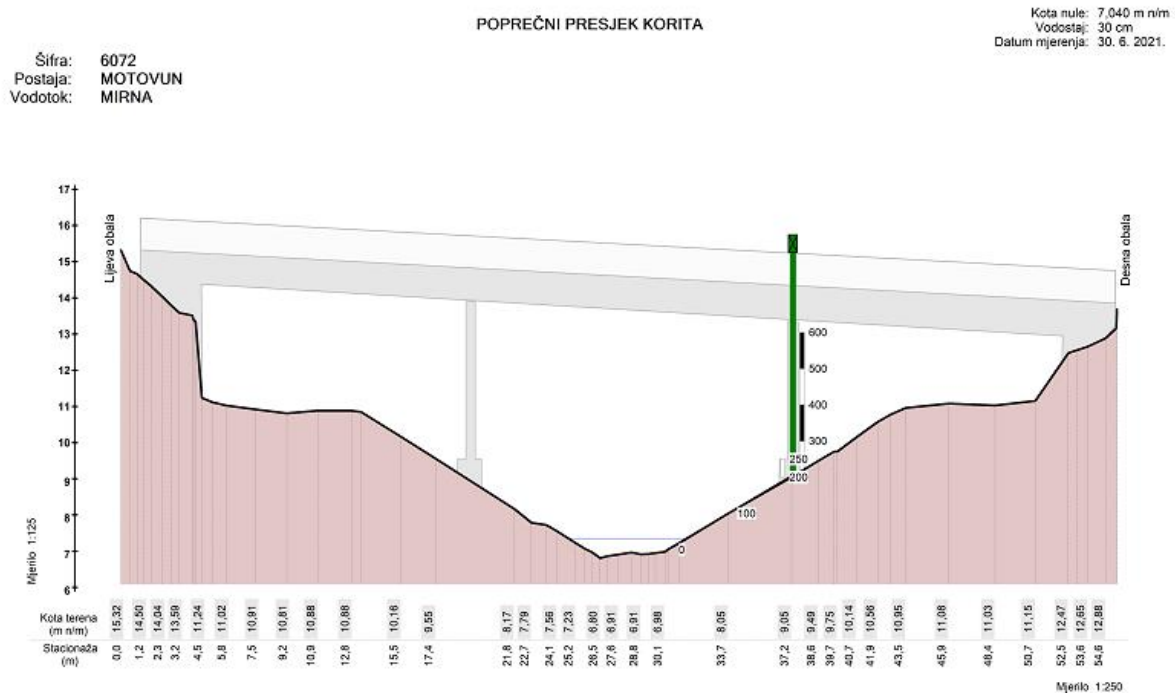 POPREČNI PRESJEK KORITA
Kota nule: 7,040 m n/m
Vodostaj: 30 cm
Datum mjerenja: 30. 6. 2021.
Šifra: 6072
Postaja: MOTOVUN
Vodotok: MIRNA
17
16
15
14
13
12
11
10
9
8
7
6
Mjerilo 1:125
Lijeva obala
Desna obala
600
500
400
300
250
200
100
0
Kota terena (m n/m) 15,32 14,50 14,04 13,59 11,24 11,02 10,91 10,81 10,88 10,88 10,16 9,55 8,17 7,79 7,56 7,23 6,80 6,91 6,91 6,98 8,05 9,05 9,49 9,75 10,14 10,56 10,95 11,08 11,03 11,15 12,47 12,65 12,88
Stacionaža (m) 0,0 1,2 2,3 3,2 4,5 5,8 7,5 9,2 10,9 12,8 15,5 17,4 21,8 22,7 24,1 25,2 26,5 27,6 28,8 30,1 33,7 37,2 38,6 39,7 40,7 41,9 43,5 45,9 48,4 50,7 52,5 53,6 54,6
Mjerilo 1:250